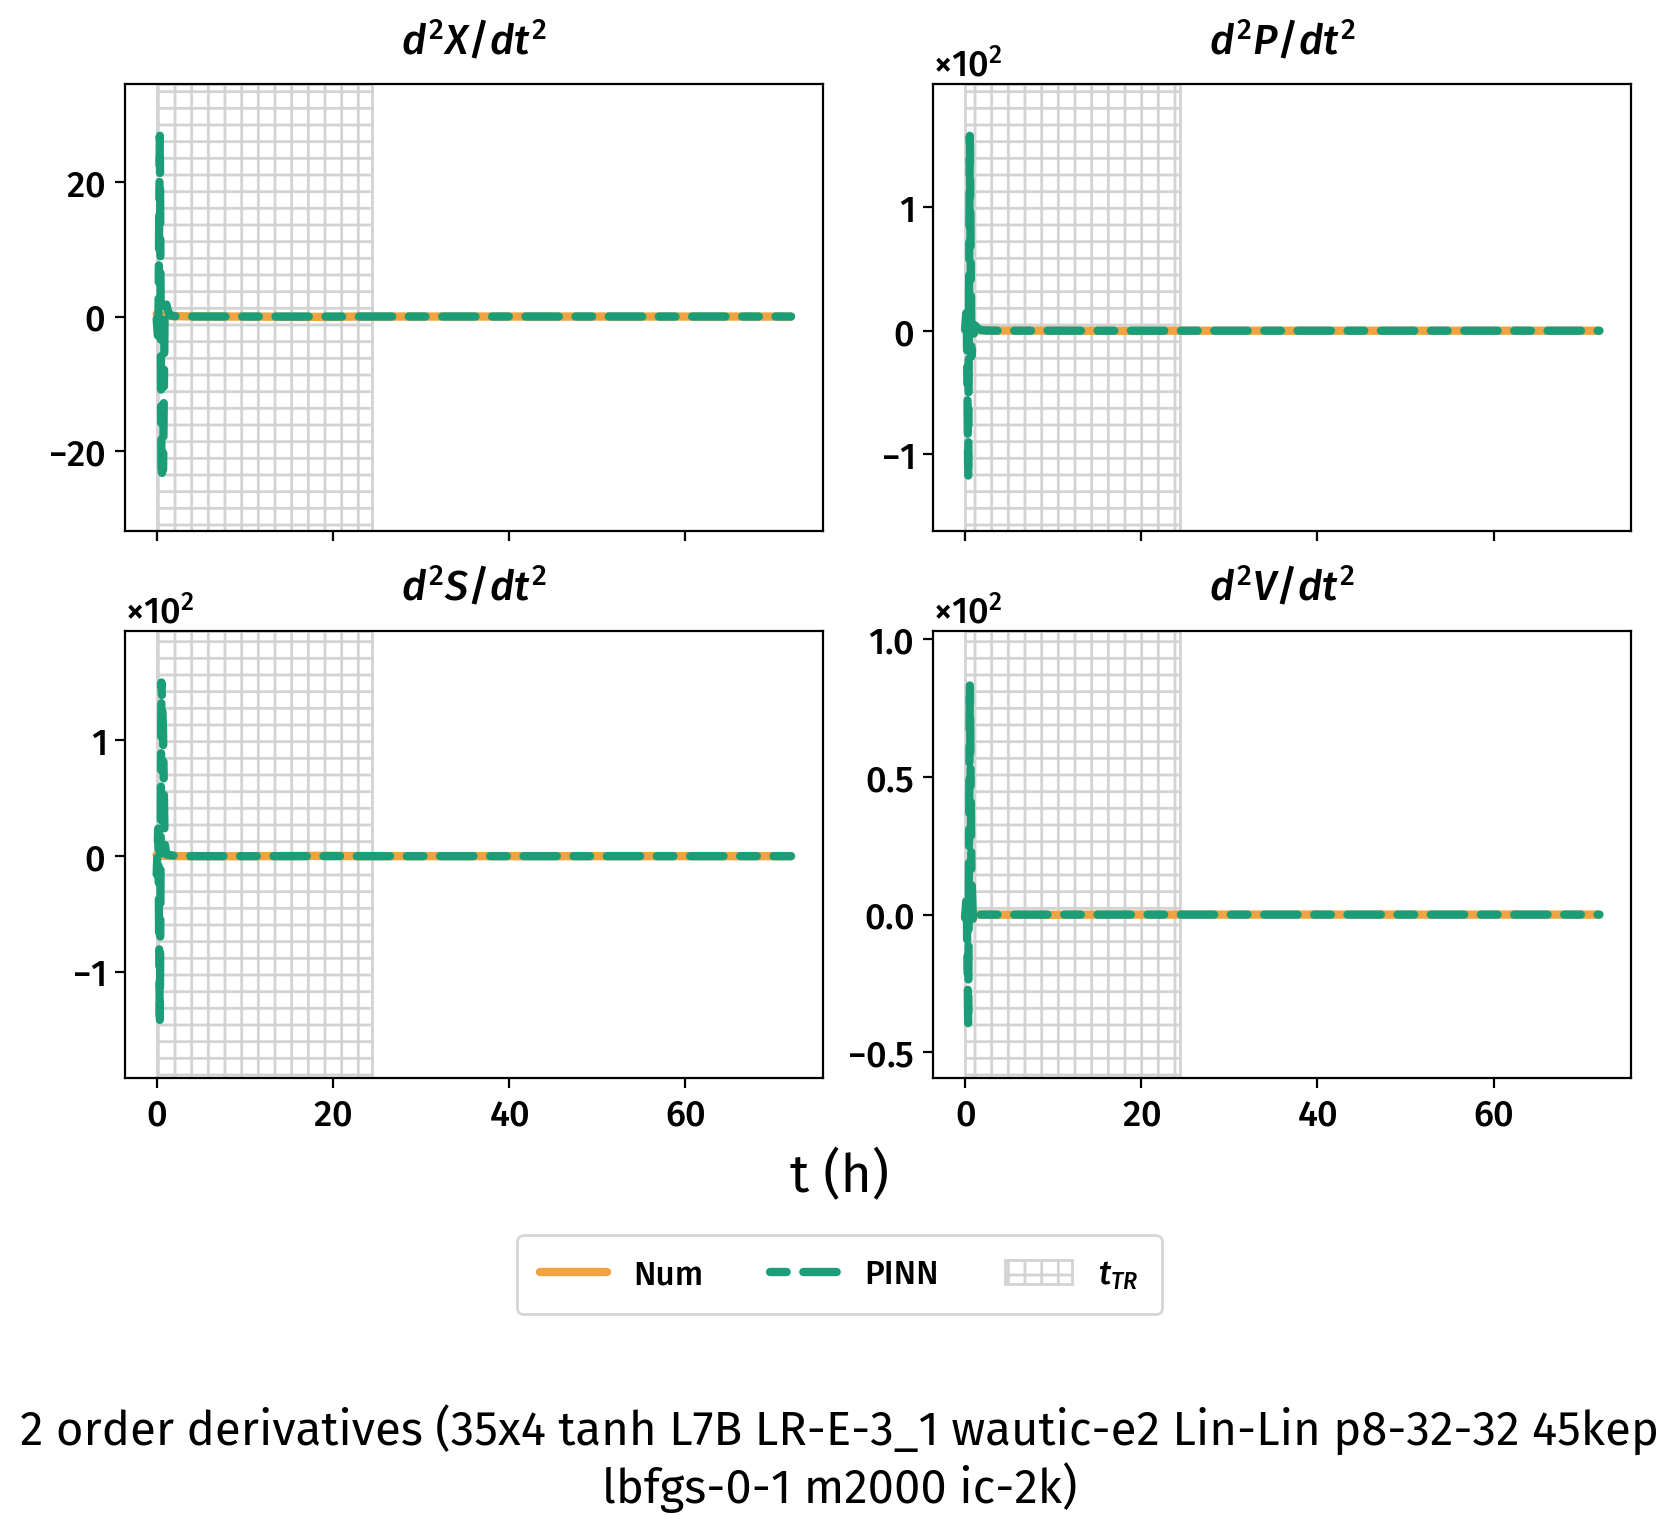 d²X/dt²
20
0
−20
d²P/dt²
×10²
1
0
−1
d²S/dt²
×10²
1
0
−1
0 20 40 60
d²V/dt²
×10²
1.0
0.5
0.0
−0.5
0 20 40 60
t (h)
Num PINN t_TR
2 order derivatives (35x4 tanh L7B LR-E-3_1 wautic-e2 Lin-Lin p8-32-32 45kep
lbfgs-0-1 m2000 ic-2k)